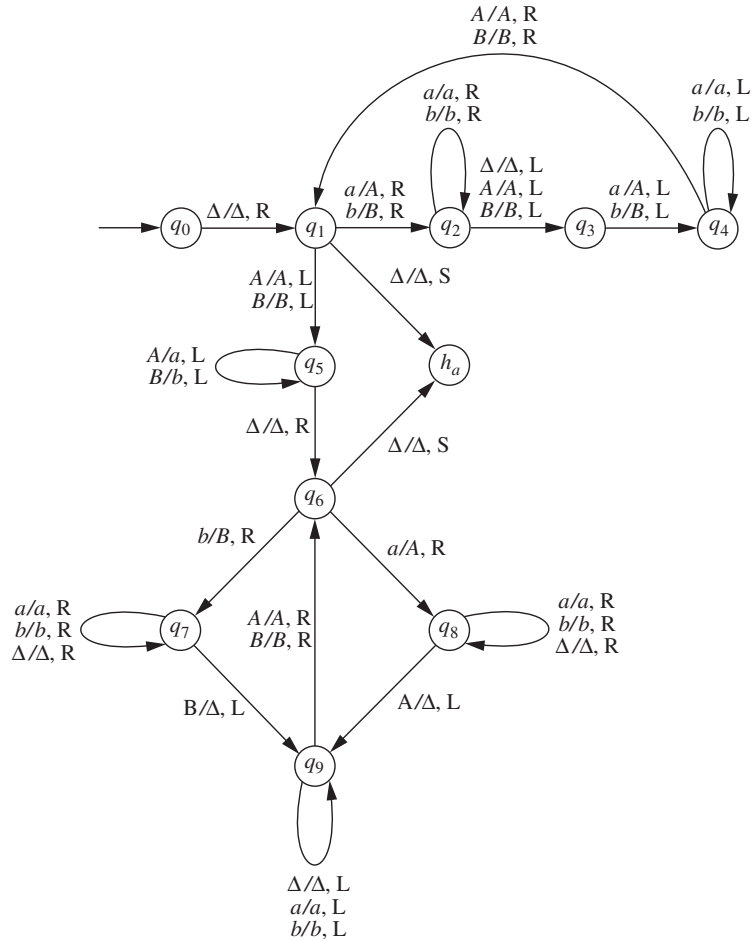 A/A, R
B/B, R
a/a, R
b/b, R
a/a, L
b/b, L
Δ/Δ, L
A/A, L
B/B, L
Δ/Δ, R
a/A, R
b/B, R
a/A, L
b/B, L
q0
q1
q2
q3
q4
A/A, L
B/B, L
Δ/Δ, S
A/a, L
B/b, L
q5
ha
Δ/Δ, R
Δ/Δ, S
q6
b/B, R
a/A, R
a/a, R
b/b, R
Δ/Δ, R
q7
A/A, R
B/B, R
q8
a/a, R
b/b, R
Δ/Δ, R
B/Δ, L
A/Δ, L
q9
Δ/Δ, L
a/a, L
b/b, L